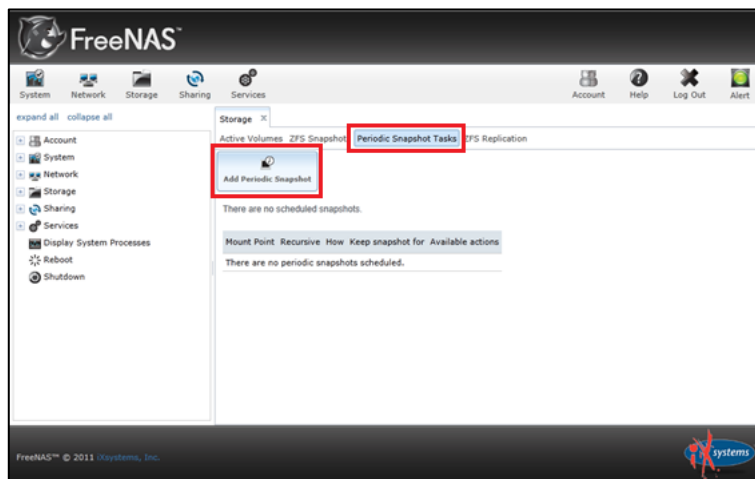 FreeNAS™
System Network Storage Sharing Services Account Help Log Out Alert
expand all collapse all
Storage ×
Active Volumes ZFS Snapshot Periodic Snapshot Tasks ZFS Replication
Add Periodic Snapshot
Account
System
Network
Storage
Sharing
Services
Display System Processes
Reboot
Shutdown
There are no scheduled snapshots.
Mount Point Recursive How Keep snapshot for Available actions
There are no periodic snapshots scheduled.
FreeNAS™ © 2011 iXsystems, Inc.
iX systems